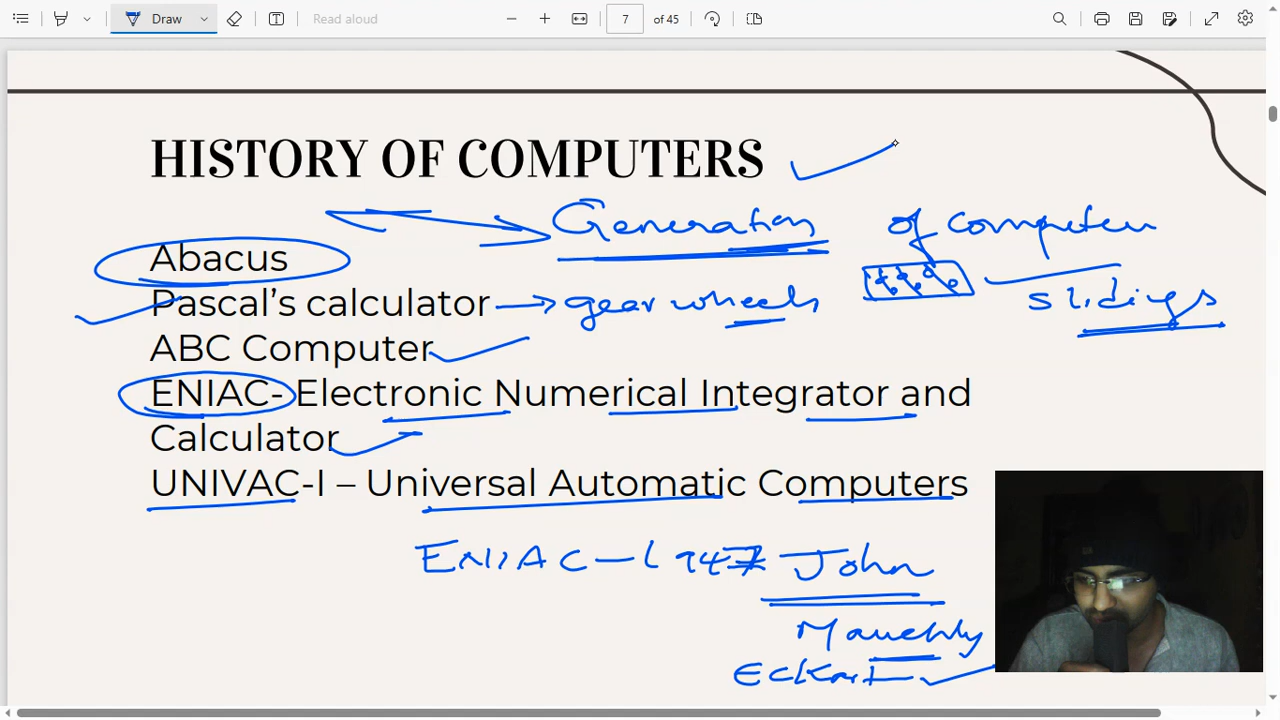 Draw
Read aloud
7 of 45
HISTORY OF COMPUTERS
Generation of computer
Abacus
Pascal's calculator → gear wheels slidings
ABC Computer
ENIAC- Electronic Numerical Integrator and
Calculator
UNIVAC-I – Universal Automatic Computers
ENIAC – 1947 John
Mauchly
Eckart